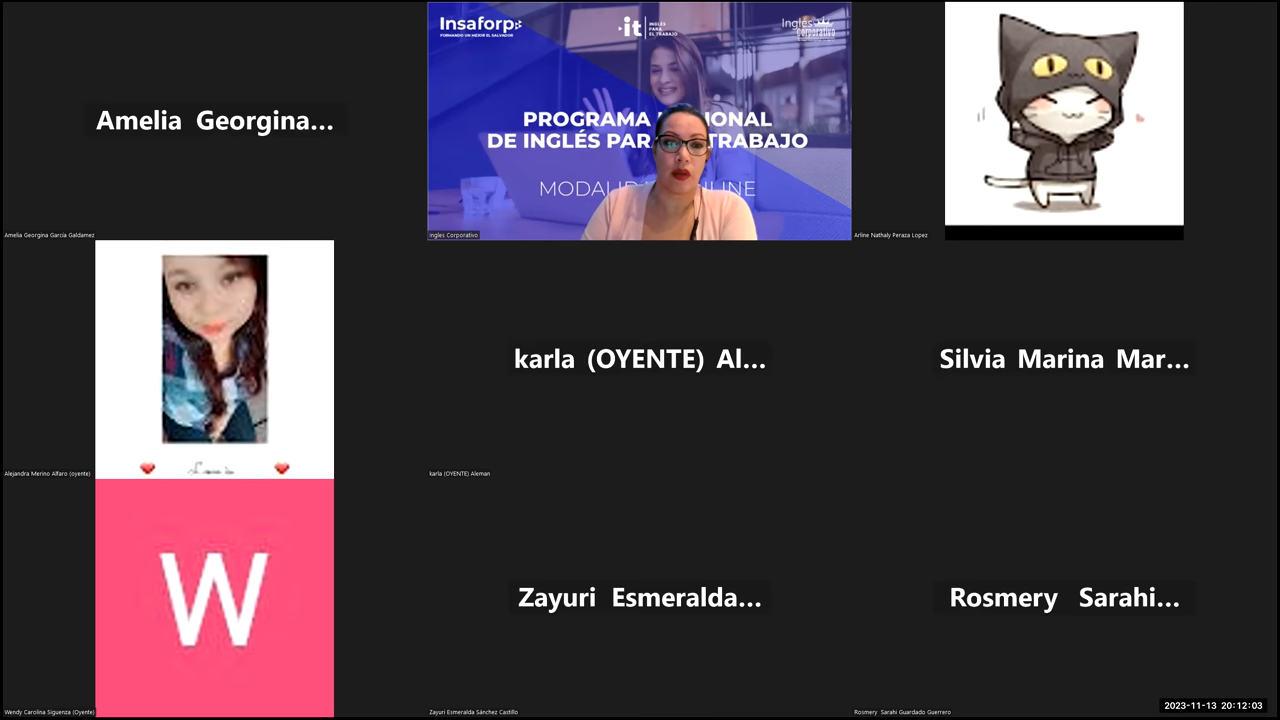 Amelia Georgina...
Amelia Georgina García Galdamez
Insaforp
FORMANDO UN MEJOR EL SALVADOR
it INGLÉS PARA EL TRABAJO
Inglés Corporativo
PROGRAMA
IONAL
DE INGLÉS PAR
TRABAJO
Ingles Corporativo
Arline Nathaly Peraza Lopez
Alejandra Merino Alfaro (oyente)
karla (OYENTE) Al...
karla (OYENTE) Aleman
Silvia Marina Mar...
W
Wendy Carolina Siguenza (Oyente)
Zayuri Esmeralda...
Zayuri Esmeralda Sánchez Castillo
Rosmery Sarahi...
Rosmery Sarahi Guardado Guerrero
2023-11-13 20:12:03